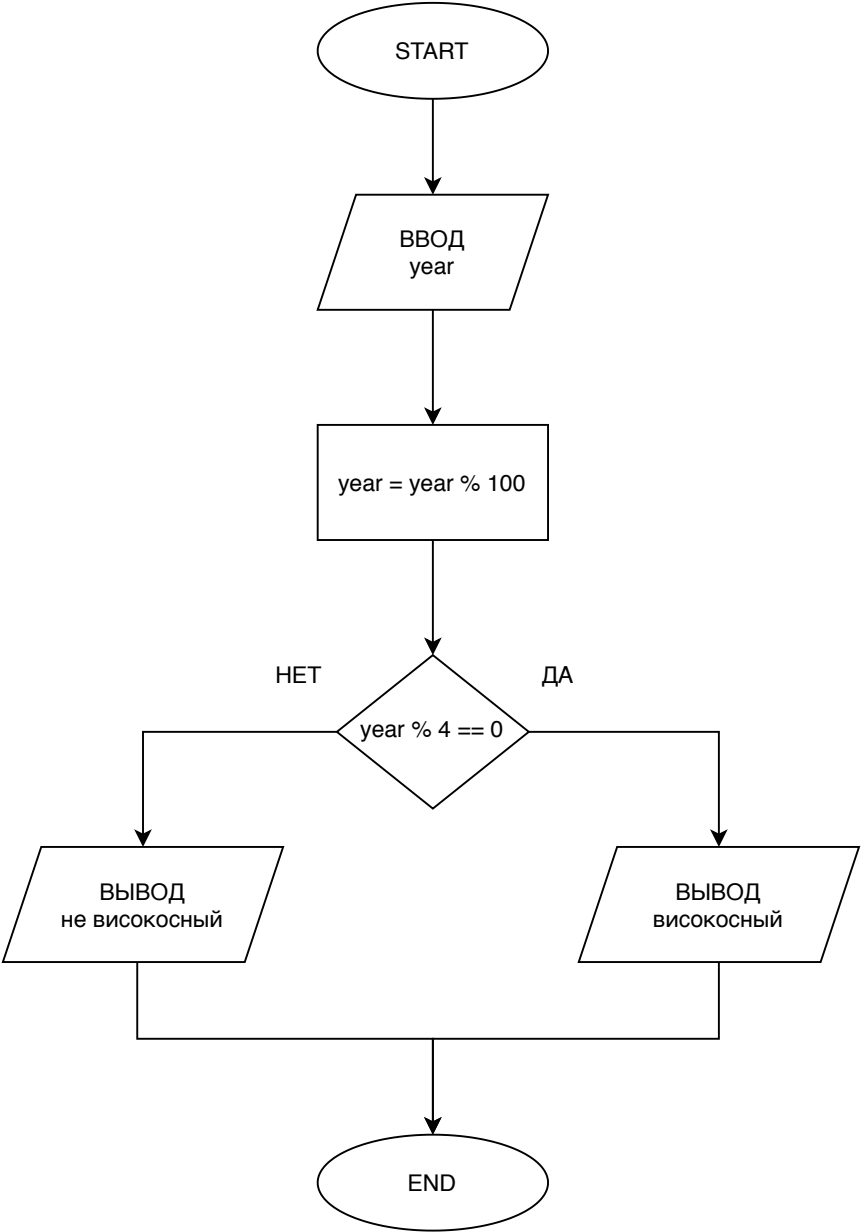 START
ВВОД
year
year = year % 100
НЕТ
ДА
year % 4 == 0
ВЫВОД
не високосный
ВЫВОД
високосный
END